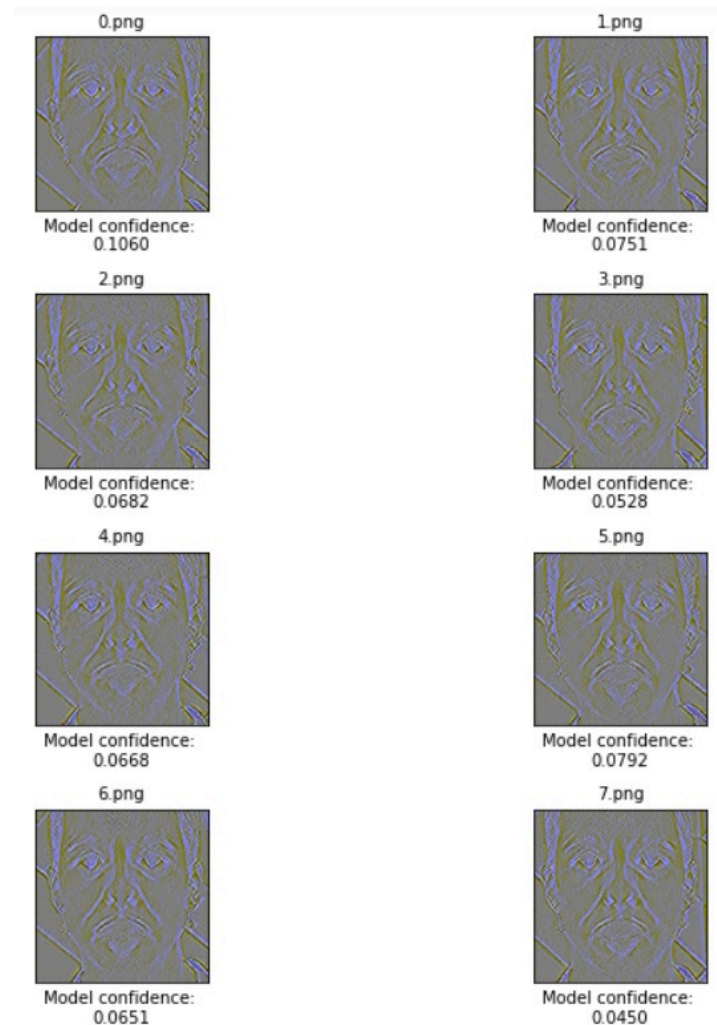 0.png
1.png
Model confidence:
0.1060
Model confidence:
0.0751
2.png
3.png
Model confidence:
0.0682
Model confidence:
0.0528
4.png
5.png
Model confidence:
0.0668
Model confidence:
0.0792
6.png
7.png
Model confidence:
0.0651
Model confidence:
0.0450